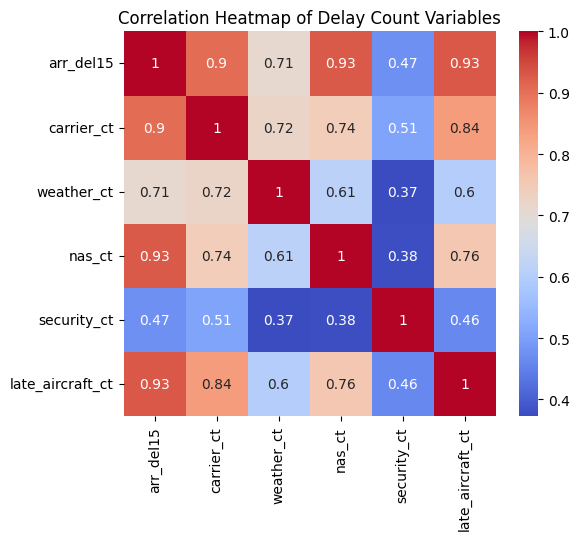 Correlation Heatmap of Delay Count Variables
arr_del15 1 0.9 0.71 0.93 0.47 0.93
carrier_ct 0.9 1 0.72 0.74 0.51 0.84
weather_ct 0.71 0.72 1 0.61 0.37 0.6
nas_ct 0.93 0.74 0.61 1 0.38 0.76
security_ct 0.47 0.51 0.37 0.38 1 0.46
late_aircraft_ct 0.93 0.84 0.6 0.76 0.46 1
arr_del15
carrier_ct
weather_ct
nas_ct
security_ct
late_aircraft_ct
1.0
0.9
0.8
0.7
0.6
0.5
0.4